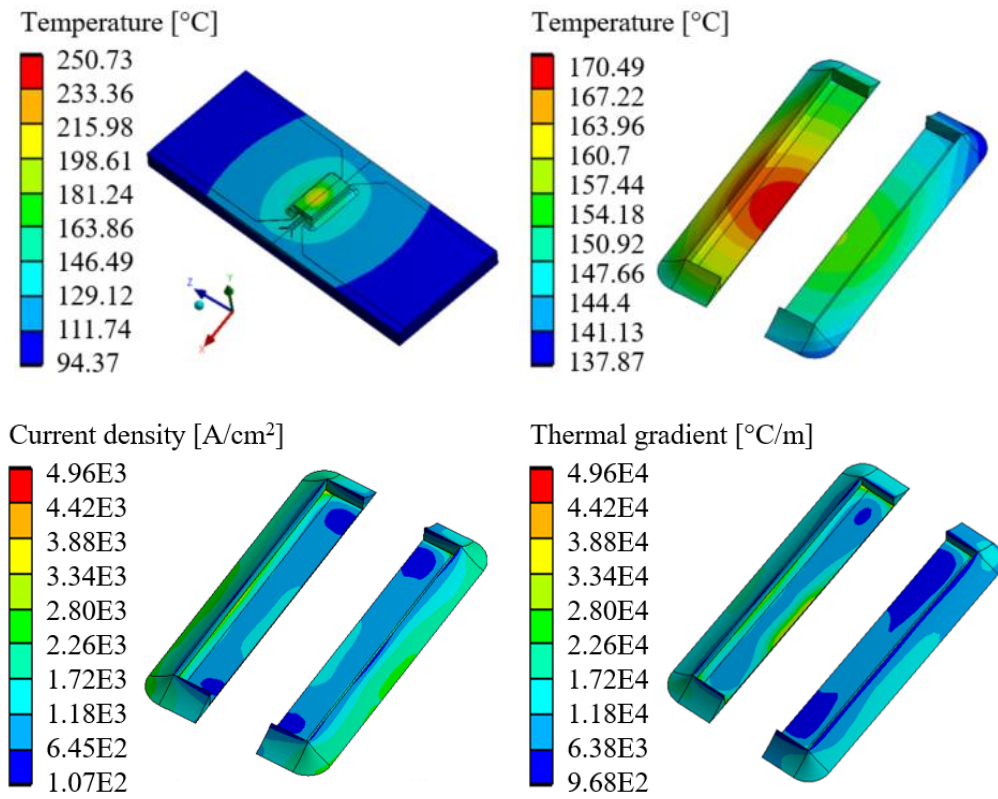 Temperature [°C]
250.73
233.36
215.98
198.61
181.24
163.86
146.49
129.12
111.74
94.37
Z
Y
X
Temperature [°C]
170.49
167.22
163.96
160.7
157.44
154.18
150.92
147.66
144.4
141.13
137.87
Current density [A/cm²]
4.96E3
4.42E3
3.88E3
3.34E3
2.80E3
2.26E3
1.72E3
1.18E3
6.45E2
1.07E2
Thermal gradient [°C/m]
4.96E4
4.42E4
3.88E4
3.34E4
2.80E4
2.26E4
1.72E4
1.18E4
6.38E3
9.68E2